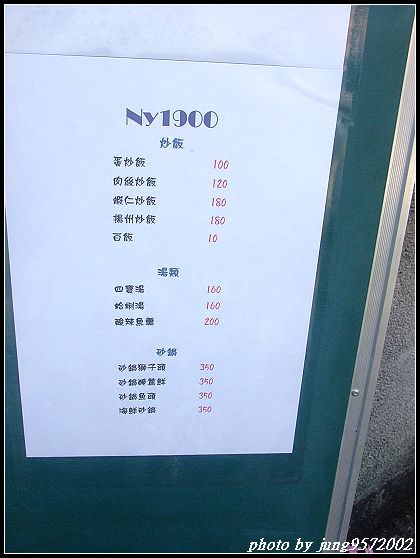 Ny1900
炒飯
蛋炒飯 100
肉絲炒飯 120
蝦仁炒飯 180
揚州炒飯 180
白飯 10
湯類
四寶湯 160
蛤蜊湯 160
酸辣魚羹 200
砂鍋
砂鍋獅子頭 350
砂鍋 350
砂鍋魚頭 350
砂鍋 350
photo by jung9572002